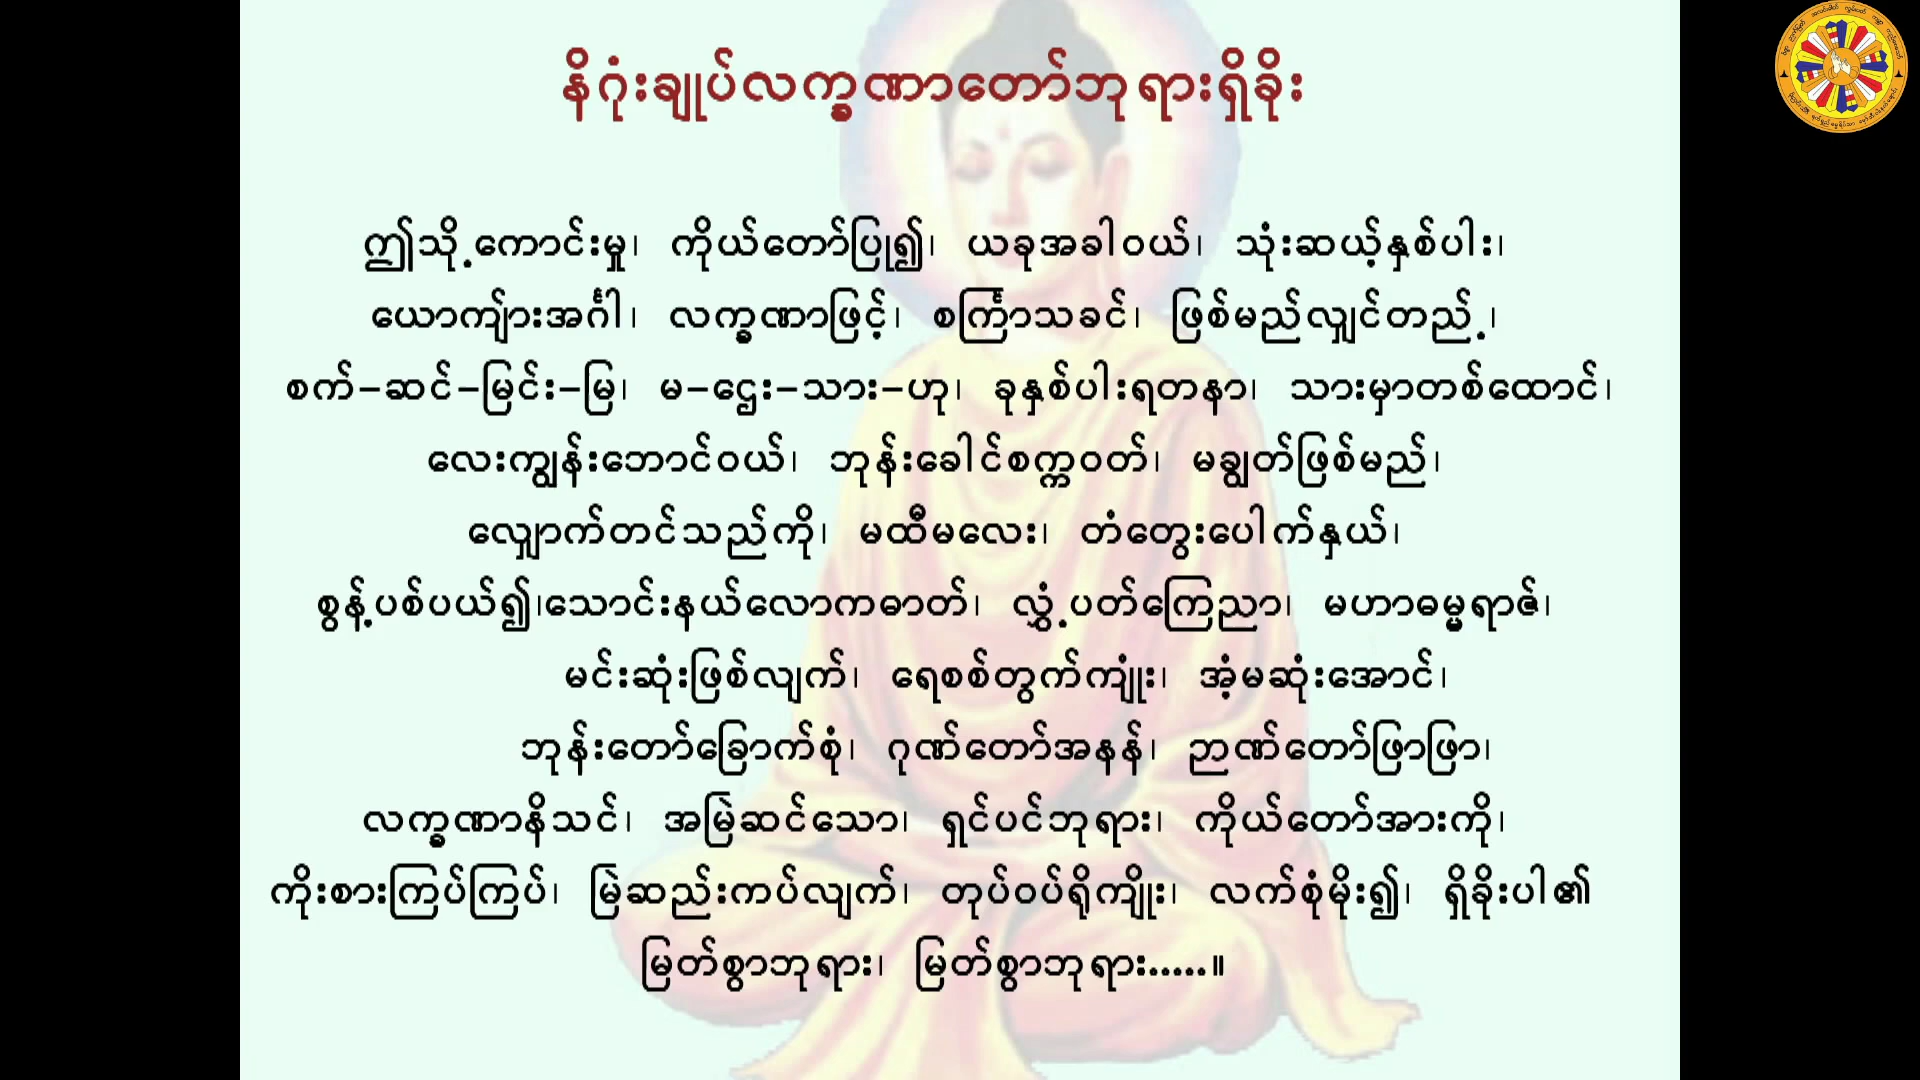 နိဂုံးချုပ်လက္ခဏာတော်ဘုရားရှိခိုး
ဤသို့ကောင်းမှု၊ ကိုယ်တော်ပြု၍၊ ယခုအခါဝယ်၊ သုံးဆယ့်နှစ်ပါး၊
ယောကျ်ားအင်္ဂါ၊ လက္ခဏာဖြင့်၊ စင်္ကြာသခင်၊ ဖြစ်မည်လျှင်တည့်၊
စက်-ဆင်-မြင်း-မြ၊ မ-ဌေး-သား-ဟု၊ ခုနှစ်ပါးရတနာ၊ သားမှာတစ်ထောင်၊
လေးကျွန်းဘောင်ဝယ်၊ ဘုန်းခေါင်စက္ကဝတ်၊ မချွတ်ဖြစ်မည်၊
လျှောက်တင်သည်ကို၊ မထီမလေး၊ တံတွေးပေါက်နှယ်၊
စွန့်ပစ်ပယ်၍၊သောင်းနယ်လောကဓာတ်၊ လွှံ့ပတ်ကြေညာ၊ မဟာဓမ္မရာဇ်၊
မင်းဆုံးဖြစ်လျက်၊ ရေစစ်တွက်ကျုံး၊ အံ့မဆုံးအောင်၊
ဘုန်းတော်ခြောက်စုံ၊ ဂုဏ်တော်အနန်၊ ဉာဏ်တော်ဖြာဖြာ၊
လက္ခဏာနိသင်၊ အမြဲဆင်သော၊ ရှင်ပင်ဘုရား၊ ကိုယ်တော်အားကို၊
ကိုးစားကြပ်ကြပ်၊ မြဲဆည်းကပ်လျက်၊ တုပ်ဝပ်ရိုကျိုး၊ လက်စုံမိုး၍၊ ရှိခိုးပါ၏
မြတ်စွာဘုရား၊ မြတ်စွာဘုရား.....။